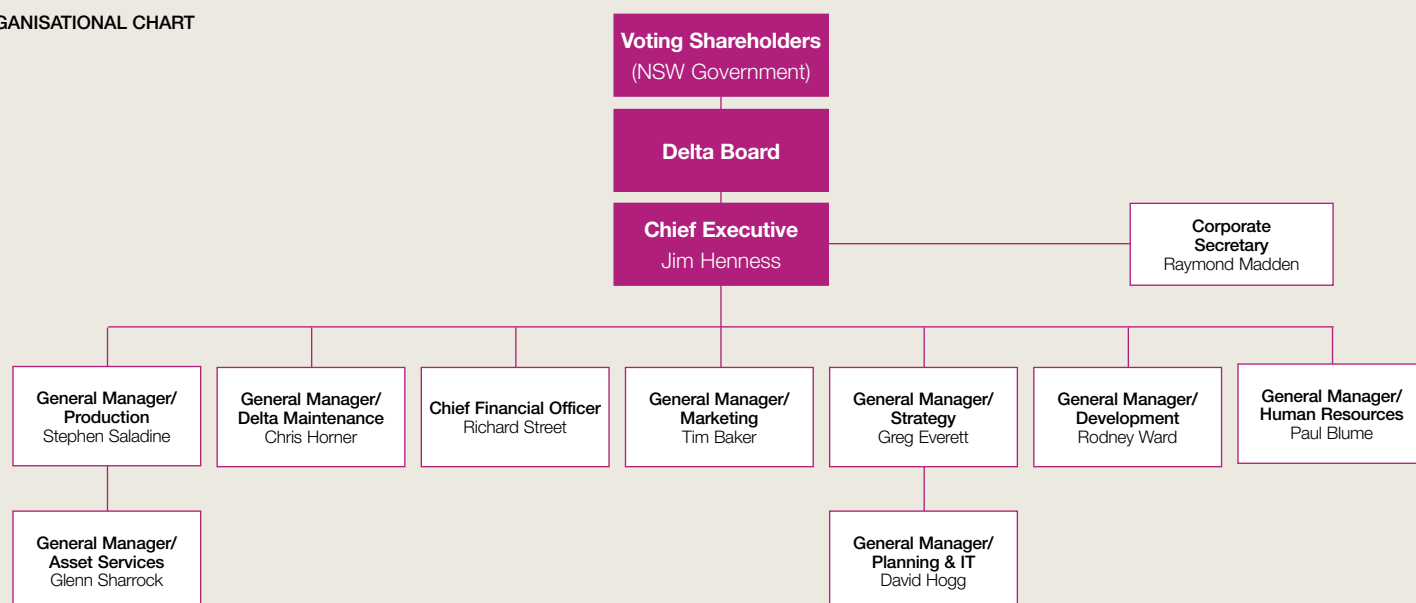 GANISATIONAL CHART
Voting Shareholders
(NSW Government)
Delta Board
Chief Executive
Jim Henness
Corporate
Secretary
Raymond Madden
General Manager/
Production
Stephen Saladine
General Manager/
Delta Maintenance
Chris Horner
Chief Financial Officer
Richard Street
General Manager/
Marketing
Tim Baker
General Manager/
Strategy
Greg Everett
General Manager/
Development
Rodney Ward
General Manager/
Human Resources
Paul Blume
General Manager/
Asset Services
Glenn Sharrock
General Manager/
Planning & IT
David Hogg